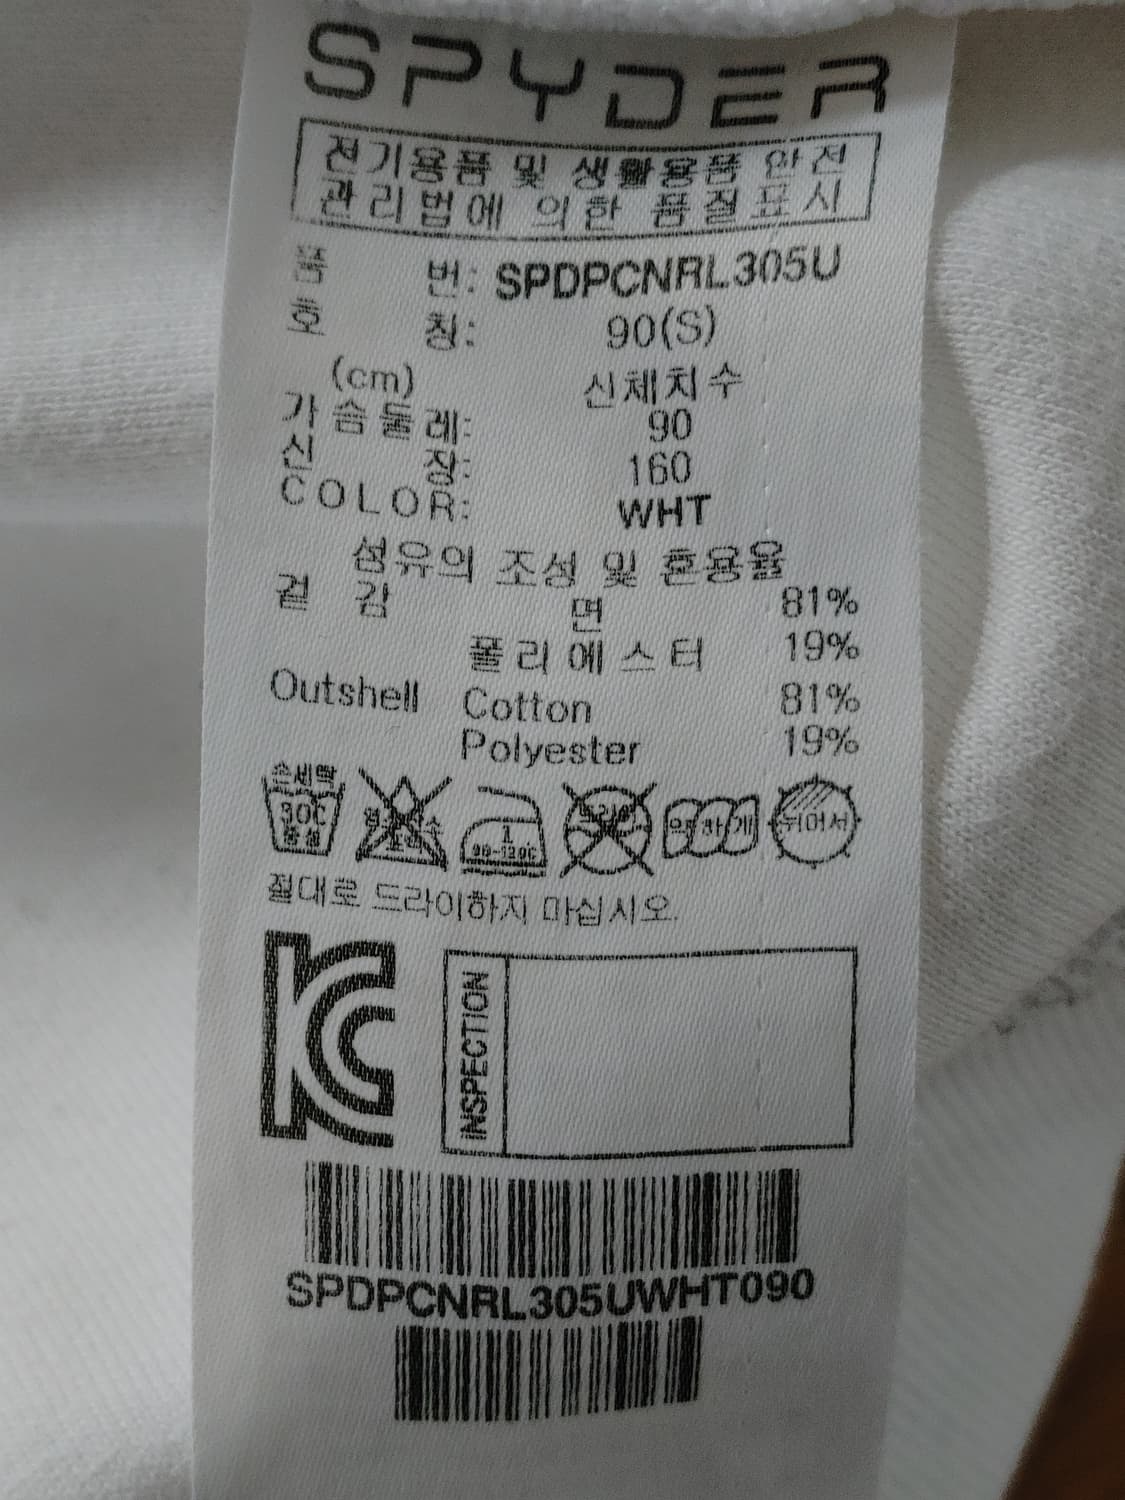 SPYDER
전기용품 및 생활용품 안전
관리법에 의한 품질표시
품 번: SPDPCNRL305U
호 칭: 90(S)
(cm) 신체치수
가슴둘레: 90
신 장: 160
COLOR: WHT
섬유의 조성 및 혼용율
겉 감 면 81%
폴리에스터 19%
Outshell Cotton 81%
Polyester 19%
손세탁
30℃
중성
1
약하게
뉘어서
절대로 드라이하지 마십시오.
KC
INSPECTION
SPDPCNRL305UWHT090